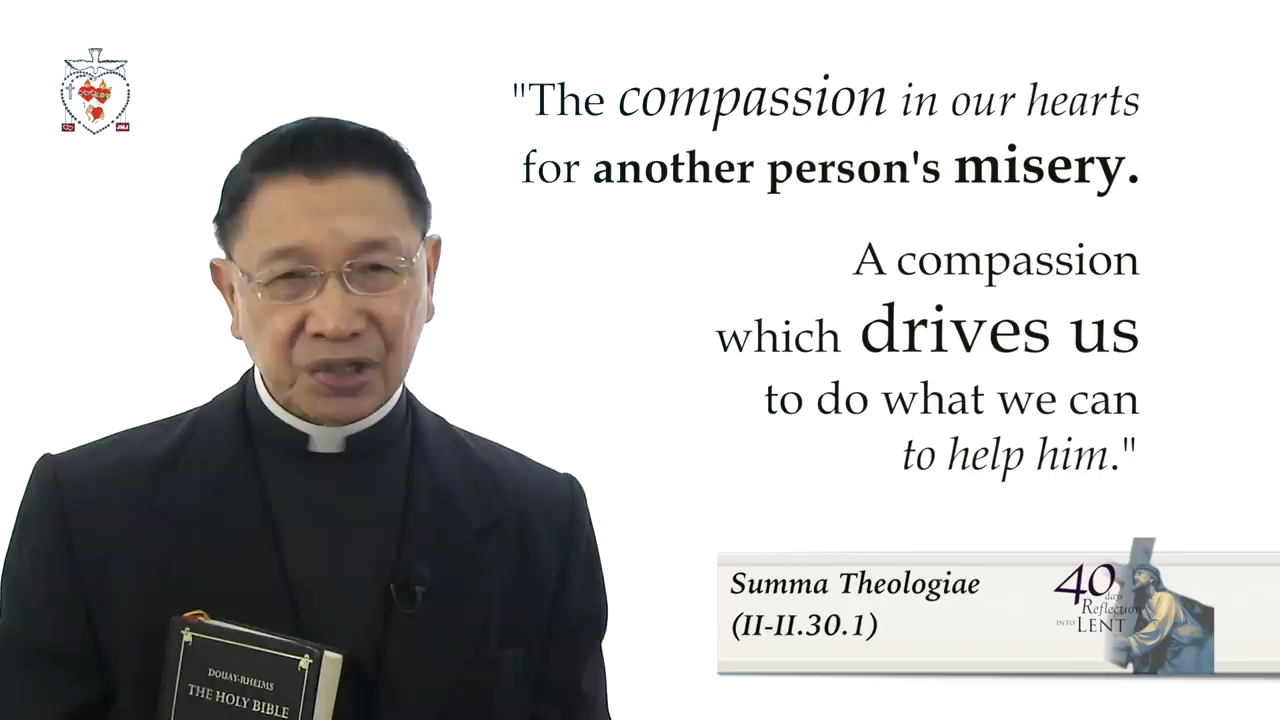 "The compassion in our hearts
for another person's misery.
A compassion
which drives us
to do what we can
to help him."
Summa Theologiae
(II-II.30.1)
40
days
Reflection
INTO LENT
DOUAY-RHEIMS
THE HOLY BIBLE
JMJ